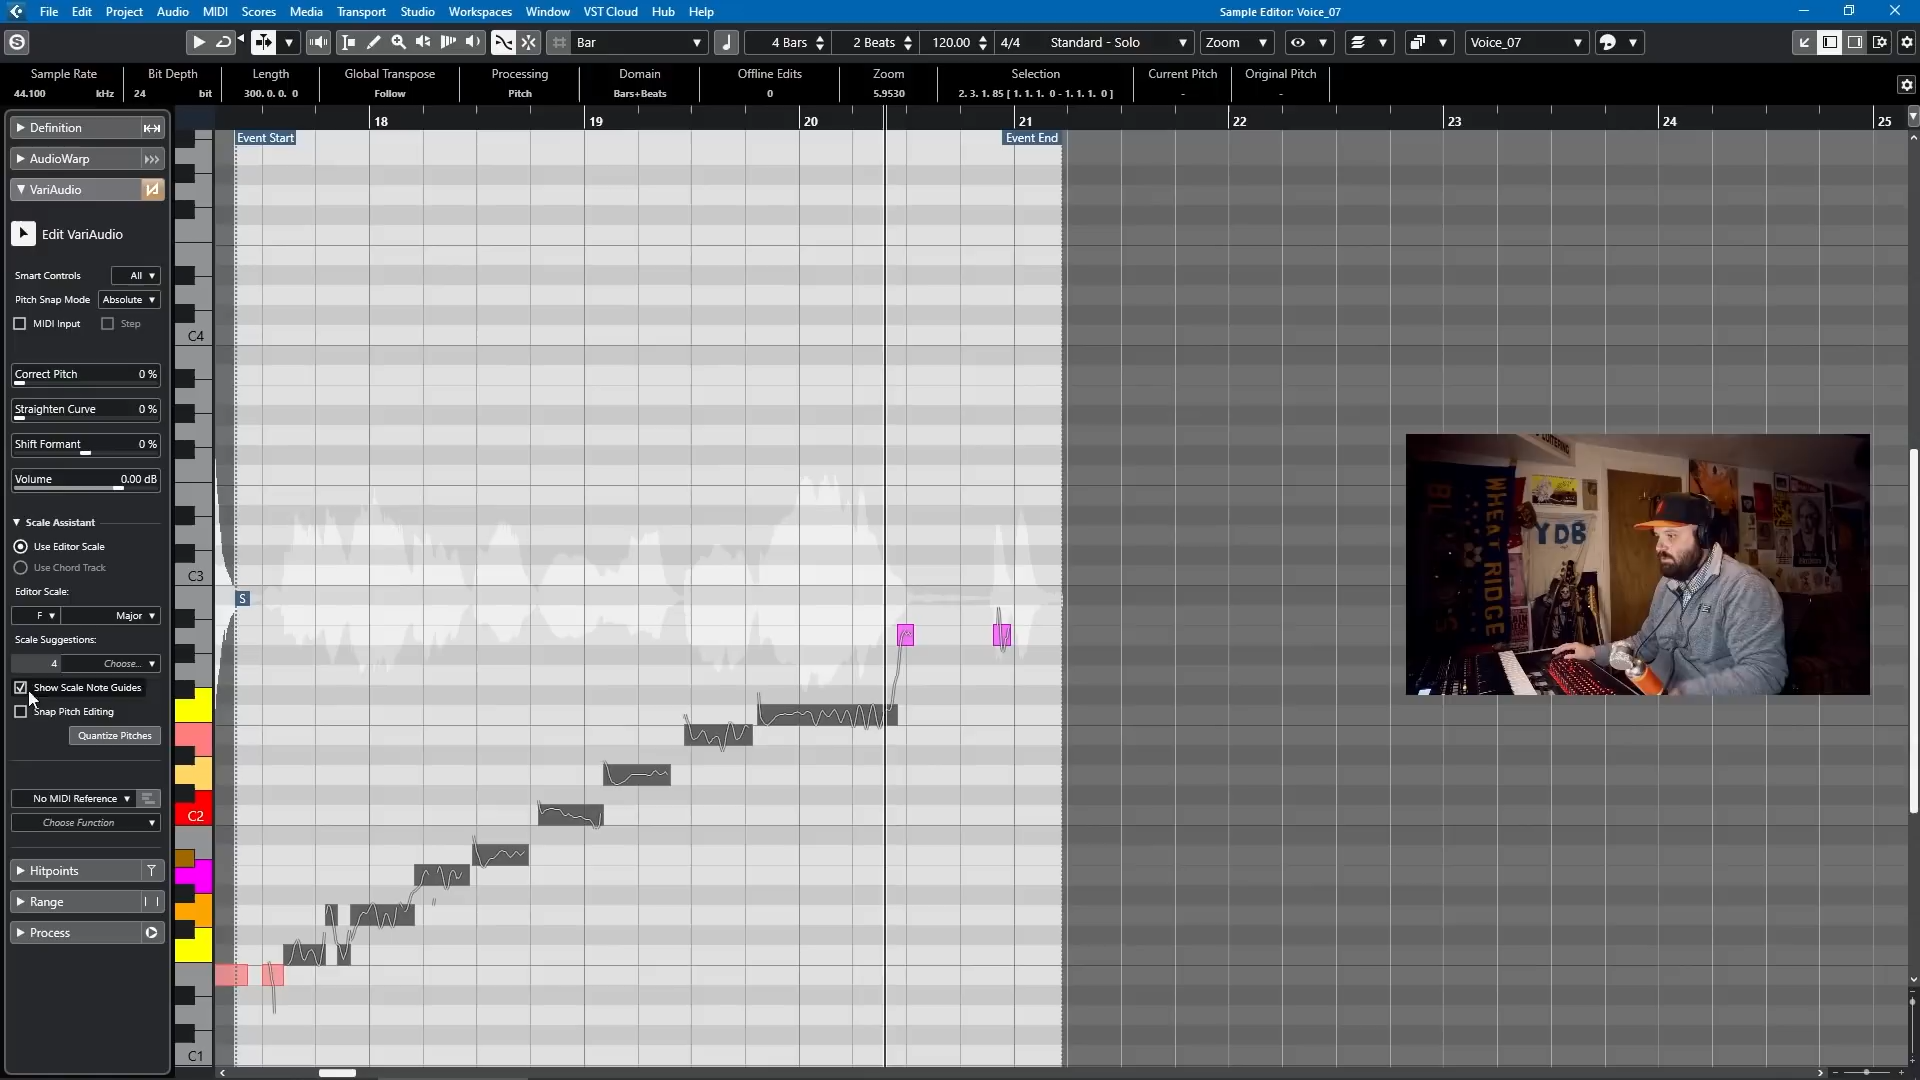 File Edit Project Audio MIDI Scores Media Transport Studio Workspaces Window VST Cloud Hub Help
Sample Editor: Voice_07
Bar 4 Bars 2 Beats 120.00 4/4 Standard - Solo Zoom Voice_07
Sample Rate Bit Depth Length Global Transpose Processing Domain Offline Edits Zoom Selection Current Pitch Original Pitch
44.100 kHz 24 bit 300. 0. 0. 0 Follow Pitch Bars+Beats 0 5.9530 2. 3. 1. 85 [ 1. 1. 1. 0 - 1. 1. 1. 0 ] - -
18 19 20 21 22 23 24 25
Event Start Event End
Definition
AudioWarp
VariAudio
Edit VariAudio
Smart Controls All
Pitch Snap Mode Absolute
MIDI Input Step
Correct Pitch 0 %
Straighten Curve 0 %
Shift Formant 0 %
Volume 0.00 dB
Scale Assistant
Use Editor Scale
Use Chord Track
Editor Scale:
F Major
Scale Suggestions:
4 Choose...
Show Scale Note Guides
Snap Pitch Editing
Quantize Pitches
No MIDI Reference
Choose Function
Hitpoints
Range
Process
C4
C3
C2
C1
S
WHEAT RIDGE
YDB